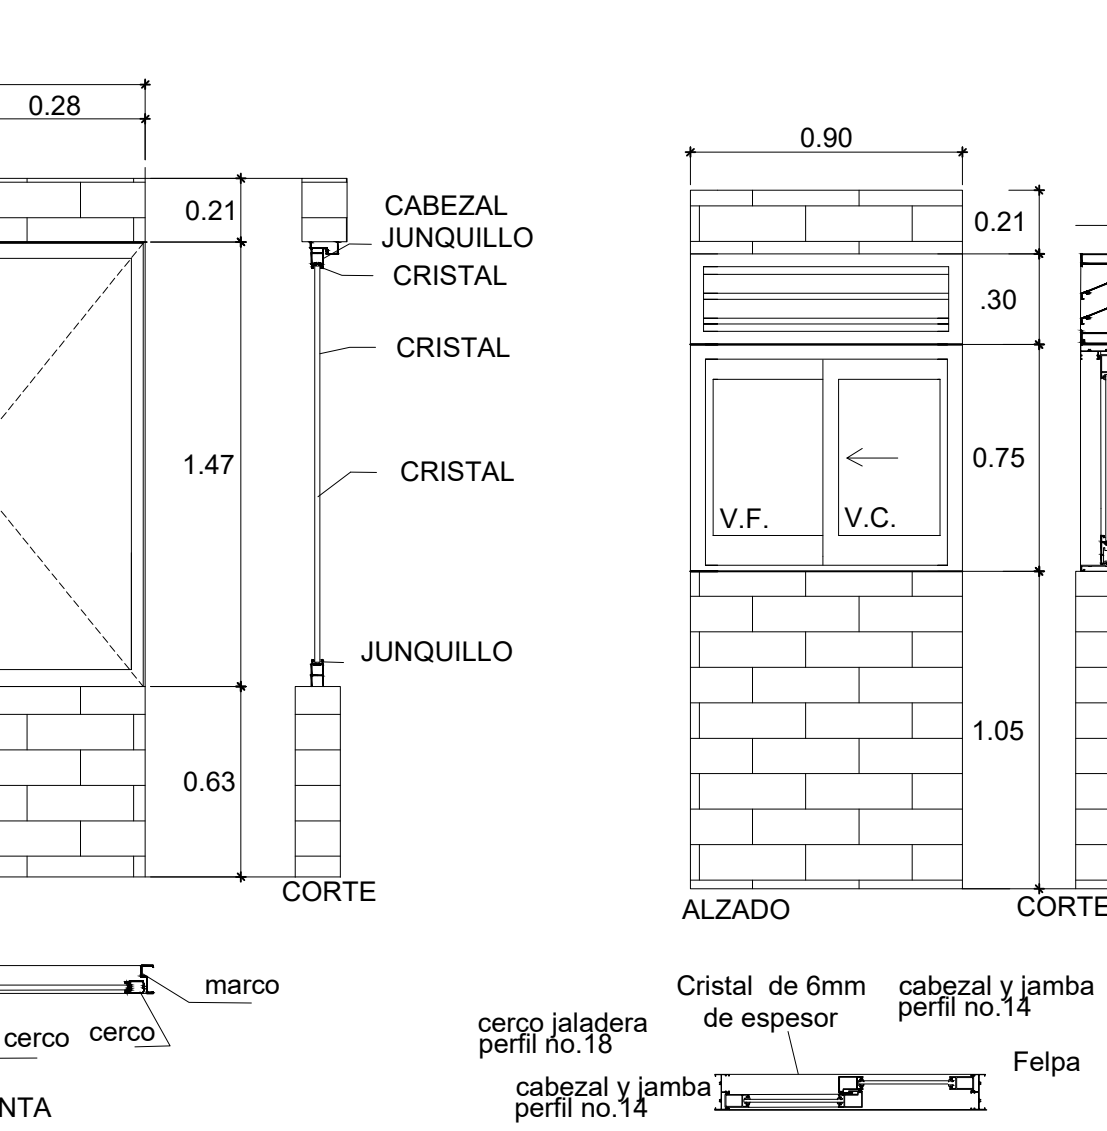 0.28
0.21
CABEZAL
JUNQUILLO
CRISTAL
CRISTAL
1.47
CRISTAL
JUNQUILLO
0.63
CORTE
marco
cerco
cerco
NTA
0.90
0.21
.30
0.75
V.F.
V.C.
1.05
ALZADO
CORTE
Cristal de 6mm
de espesor
cabezal y jamba
perfil no.14
cerco jaladera
perfil no.18
Felpa
cabezal y jamba
perfil no.14